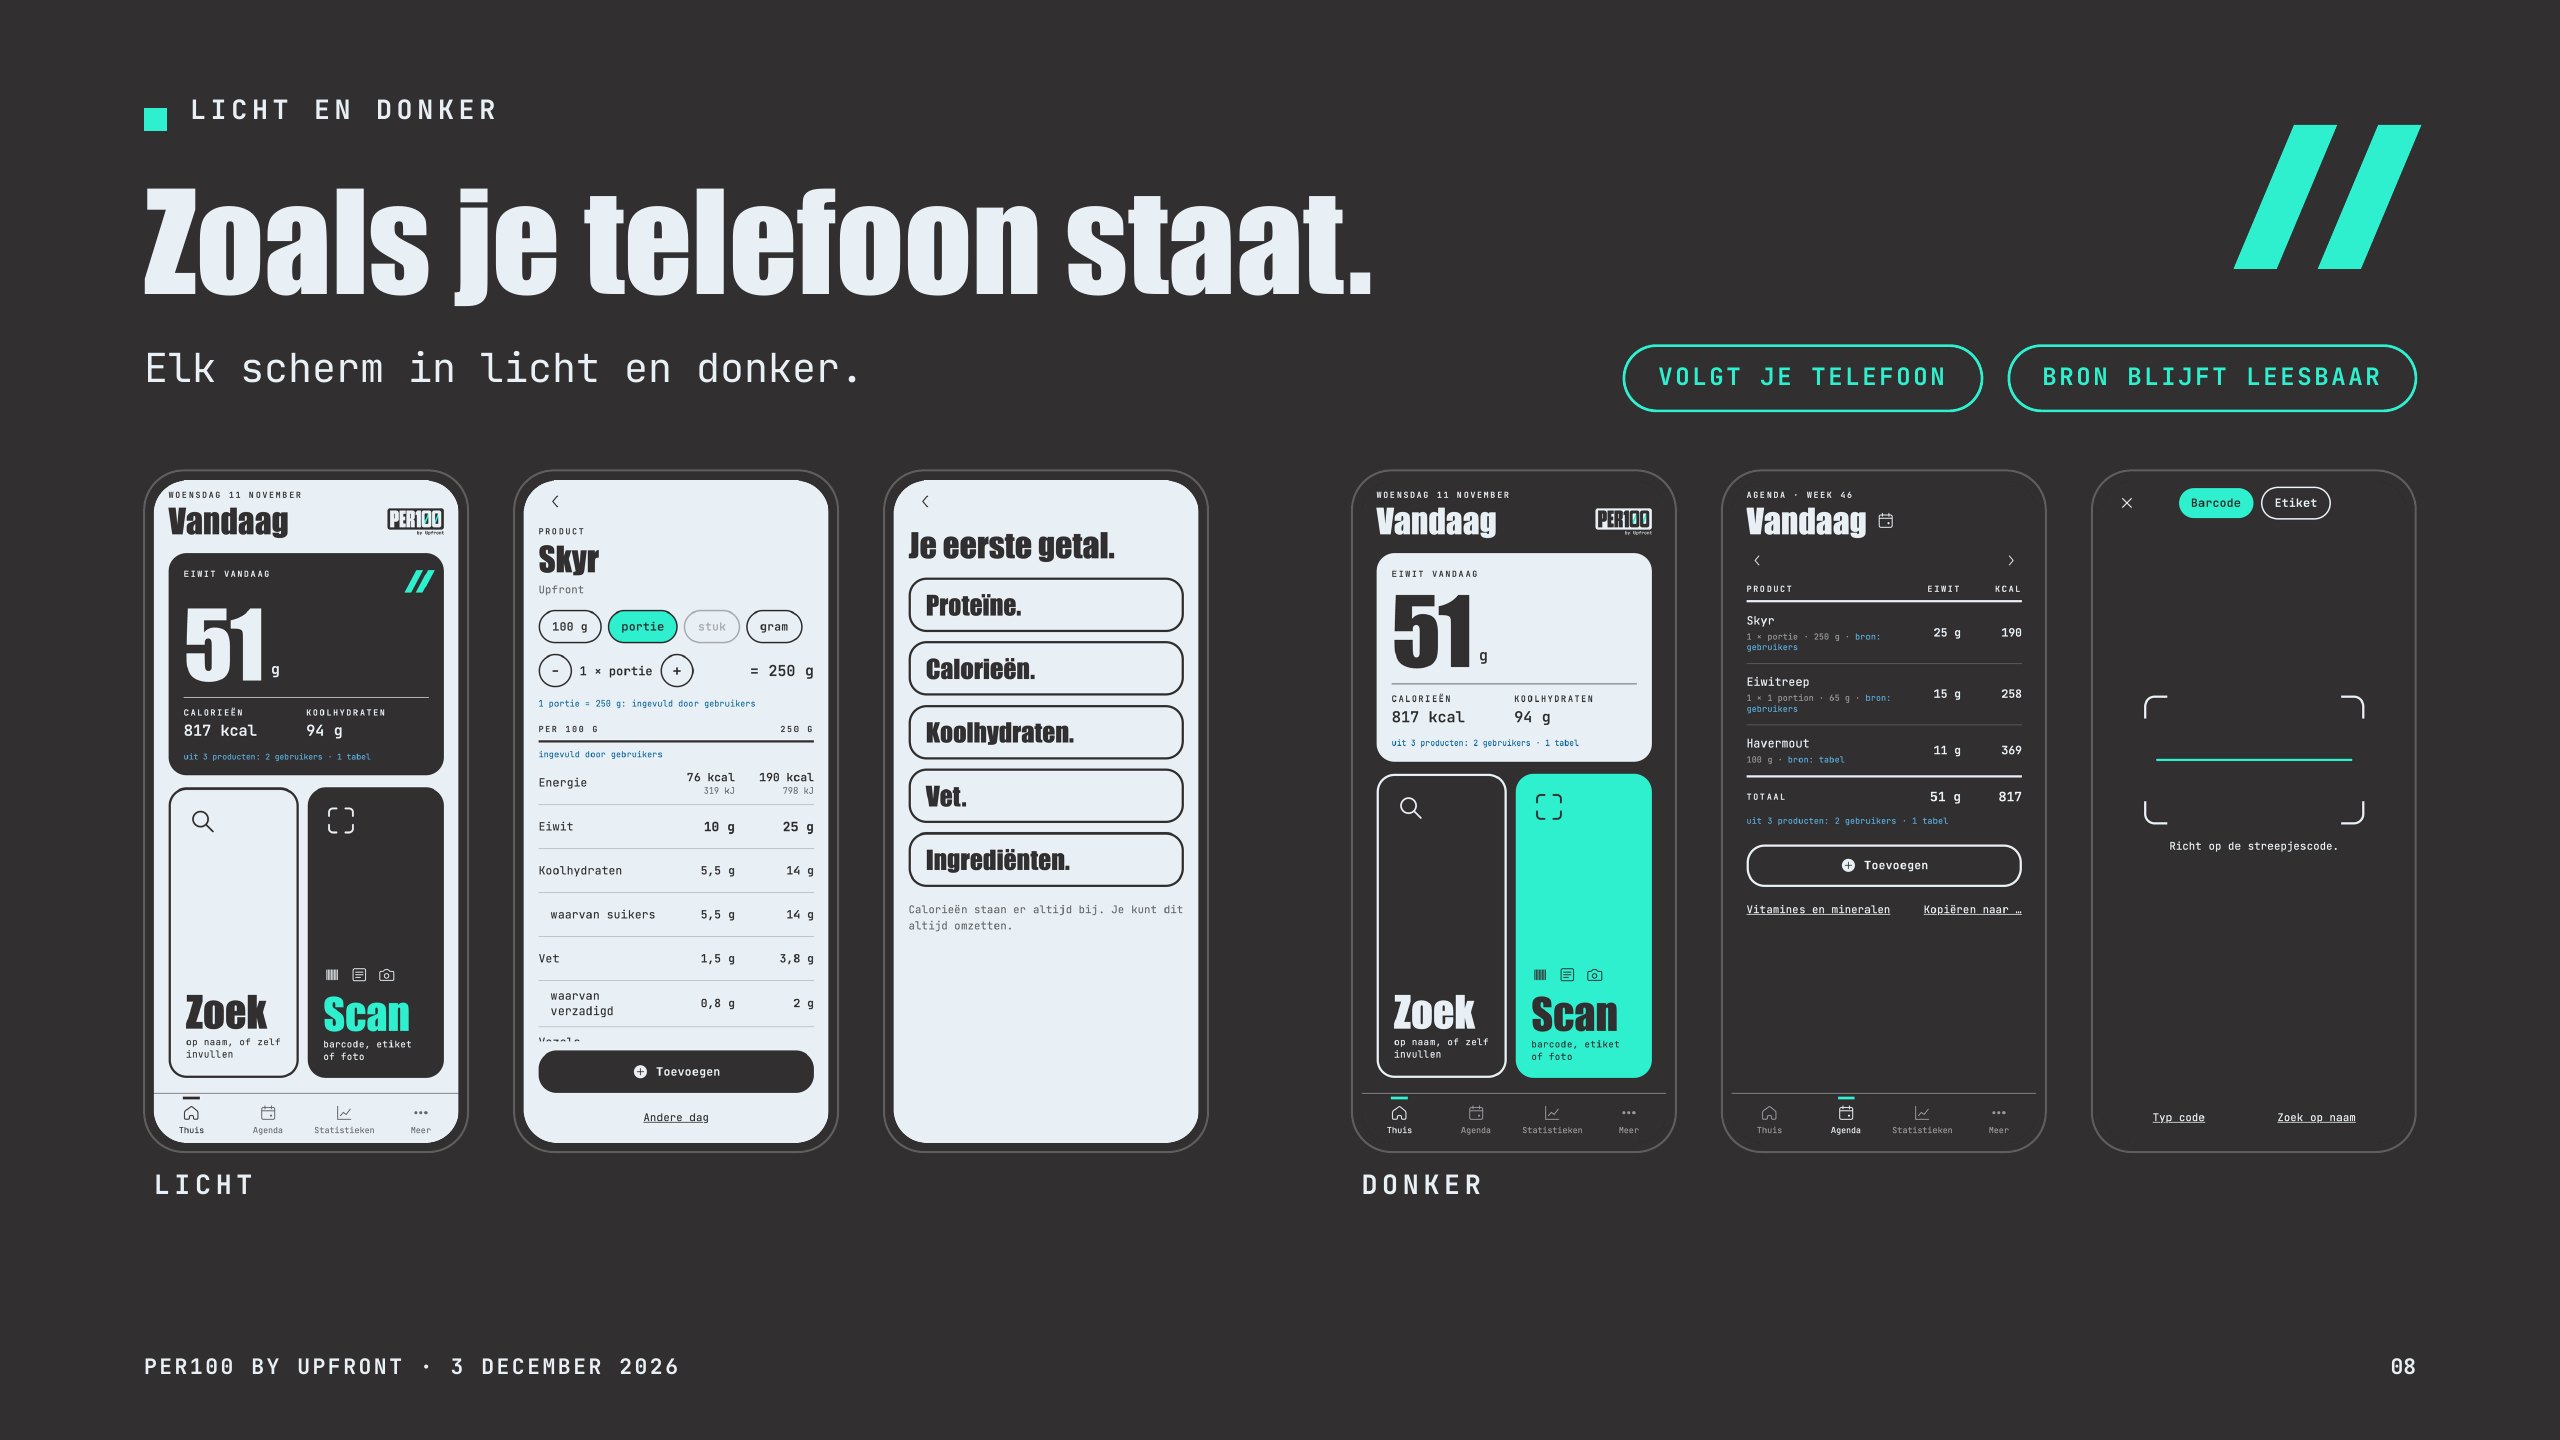 LICHT EN DONKER
Zoals je telefoon staat.
Elk scherm in licht en donker.
VOLGT JE TELEFOON
BRON BLIJFT LEESBAAR
WOENSDAG 11 NOVEMBER
Vandaag
PER100
by Upfront
EIWIT VANDAAG
51 g
CALORIEËN
KOOLHYDRATEN
817 kcal
94 g
uit 3 producten: 2 gebruikers · 1 tabel
Zoek
op naam, of zelf
invullen
Scan
barcode, etiket
of foto
Thuis
Agenda
Statistieken
Meer
PRODUCT
Skyr
Upfront
100 g
portie
stuk
gram
- 1 × portie + = 250 g
1 portie = 250 g: ingevuld door gebruikers
PER 100 G 250 G
ingevuld door gebruikers
Energie 76 kcal 190 kcal
319 kJ 798 kJ
Eiwit 10 g 25 g
Koolhydraten 5,5 g 14 g
waarvan suikers 5,5 g 14 g
Vet 1,5 g 3,8 g
waarvan
verzadigd 0,8 g 2 g
Toevoegen
Andere dag
Je eerste getal.
Proteïne.
Calorieën.
Koolhydraten.
Vet.
Ingrediënten.
Calorieën staan er altijd bij. Je kunt dit
altijd omzetten.
LICHT
WOENSDAG 11 NOVEMBER
Vandaag
PER100
by Upfront
EIWIT VANDAAG
51 g
CALORIEËN
KOOLHYDRATEN
817 kcal
94 g
uit 3 producten: 2 gebruikers · 1 tabel
Zoek
op naam, of zelf
invullen
Scan
barcode, etiket
of foto
Thuis
Agenda
Statistieken
Meer
AGENDA · WEEK 46
Vandaag
PRODUCT EIWIT KCAL
Skyr 25 g 190
1 × portie · 250 g · bron:
gebruikers
Eiwitreep 15 g 258
1 × 1 portion · 65 g · bron:
gebruikers
Havermout 11 g 369
100 g · bron: tabel
TOTAAL 51 g 817
uit 3 producten: 2 gebruikers · 1 tabel
Toevoegen
Vitamines en mineralen
Kopiëren naar …
Thuis
Agenda
Statistieken
Meer
Barcode
Etiket
Richt op de streepjescode.
Typ code
Zoek op naam
DONKER
PER100 BY UPFRONT · 3 DECEMBER 2026
08